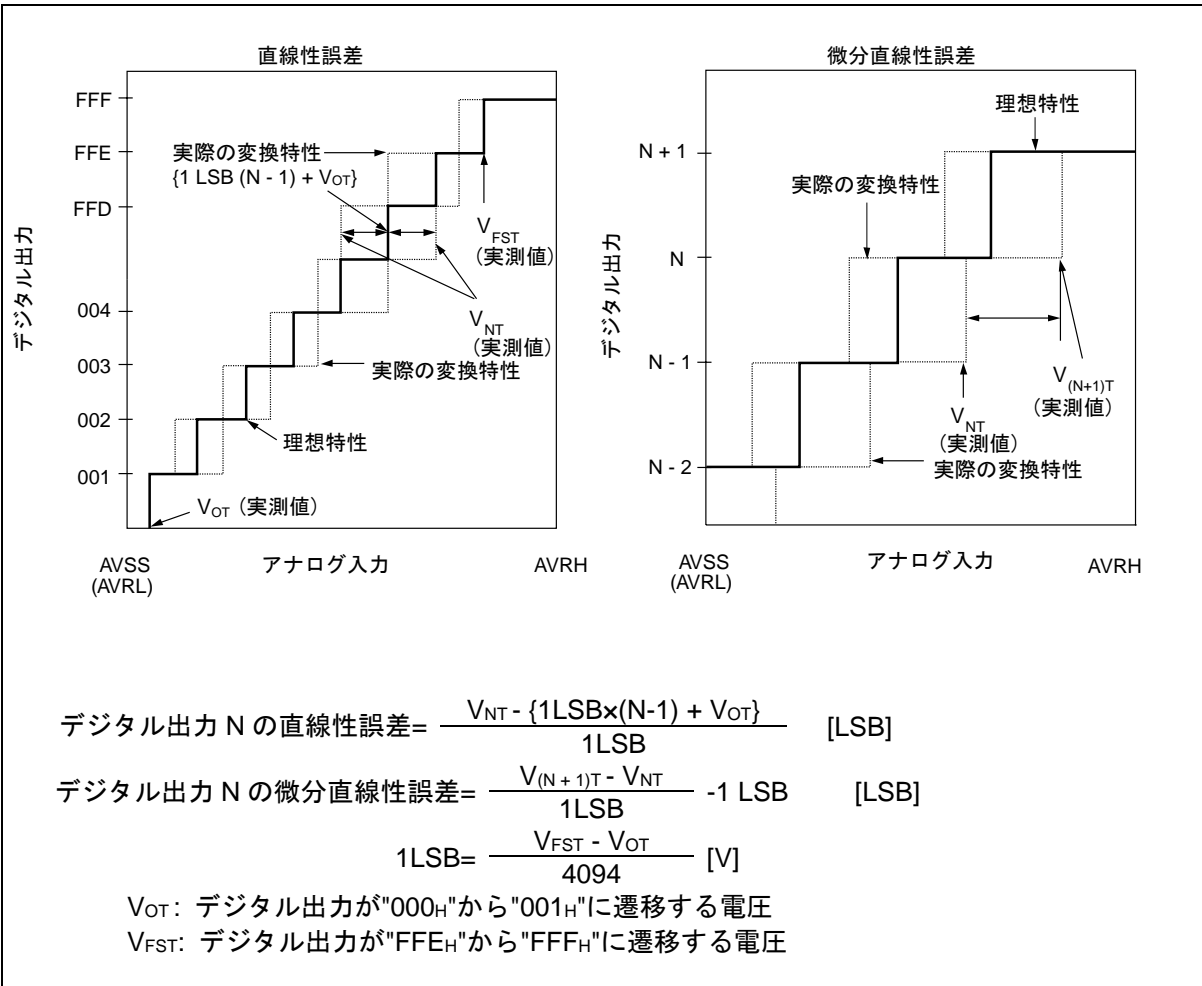 直線性誤差
FFF
FFE
FFD
004
003
002
001
デジタル出力
実際の変換特性
{1 LSB (N - 1) + VOT}
VFST
(実測値)
VNT
(実測値)
実際の変換特性
理想特性
VOT (実測値)
AVSS
(AVRL)
アナログ入力
AVRH
微分直線性誤差
N + 1
N
N - 1
N - 2
デジタル出力
理想特性
実際の変換特性
V(N+1)T
(実測値)
VNT
(実測値)
実際の変換特性
AVSS
(AVRL)
アナログ入力
AVRH
デジタル出力 N の直線性誤差= VNT - {1LSB×(N-1) + VOT} / 1LSB [LSB]
デジタル出力 N の微分直線性誤差= V(N + 1)T - VNT / 1LSB -1 LSB [LSB]
1LSB= VFST - VOT / 4094 [V]
VOT: デジタル出力が"000H"から"001H"に遷移する電圧
VFST: デジタル出力が"FFEH"から"FFFH"に遷移する電圧